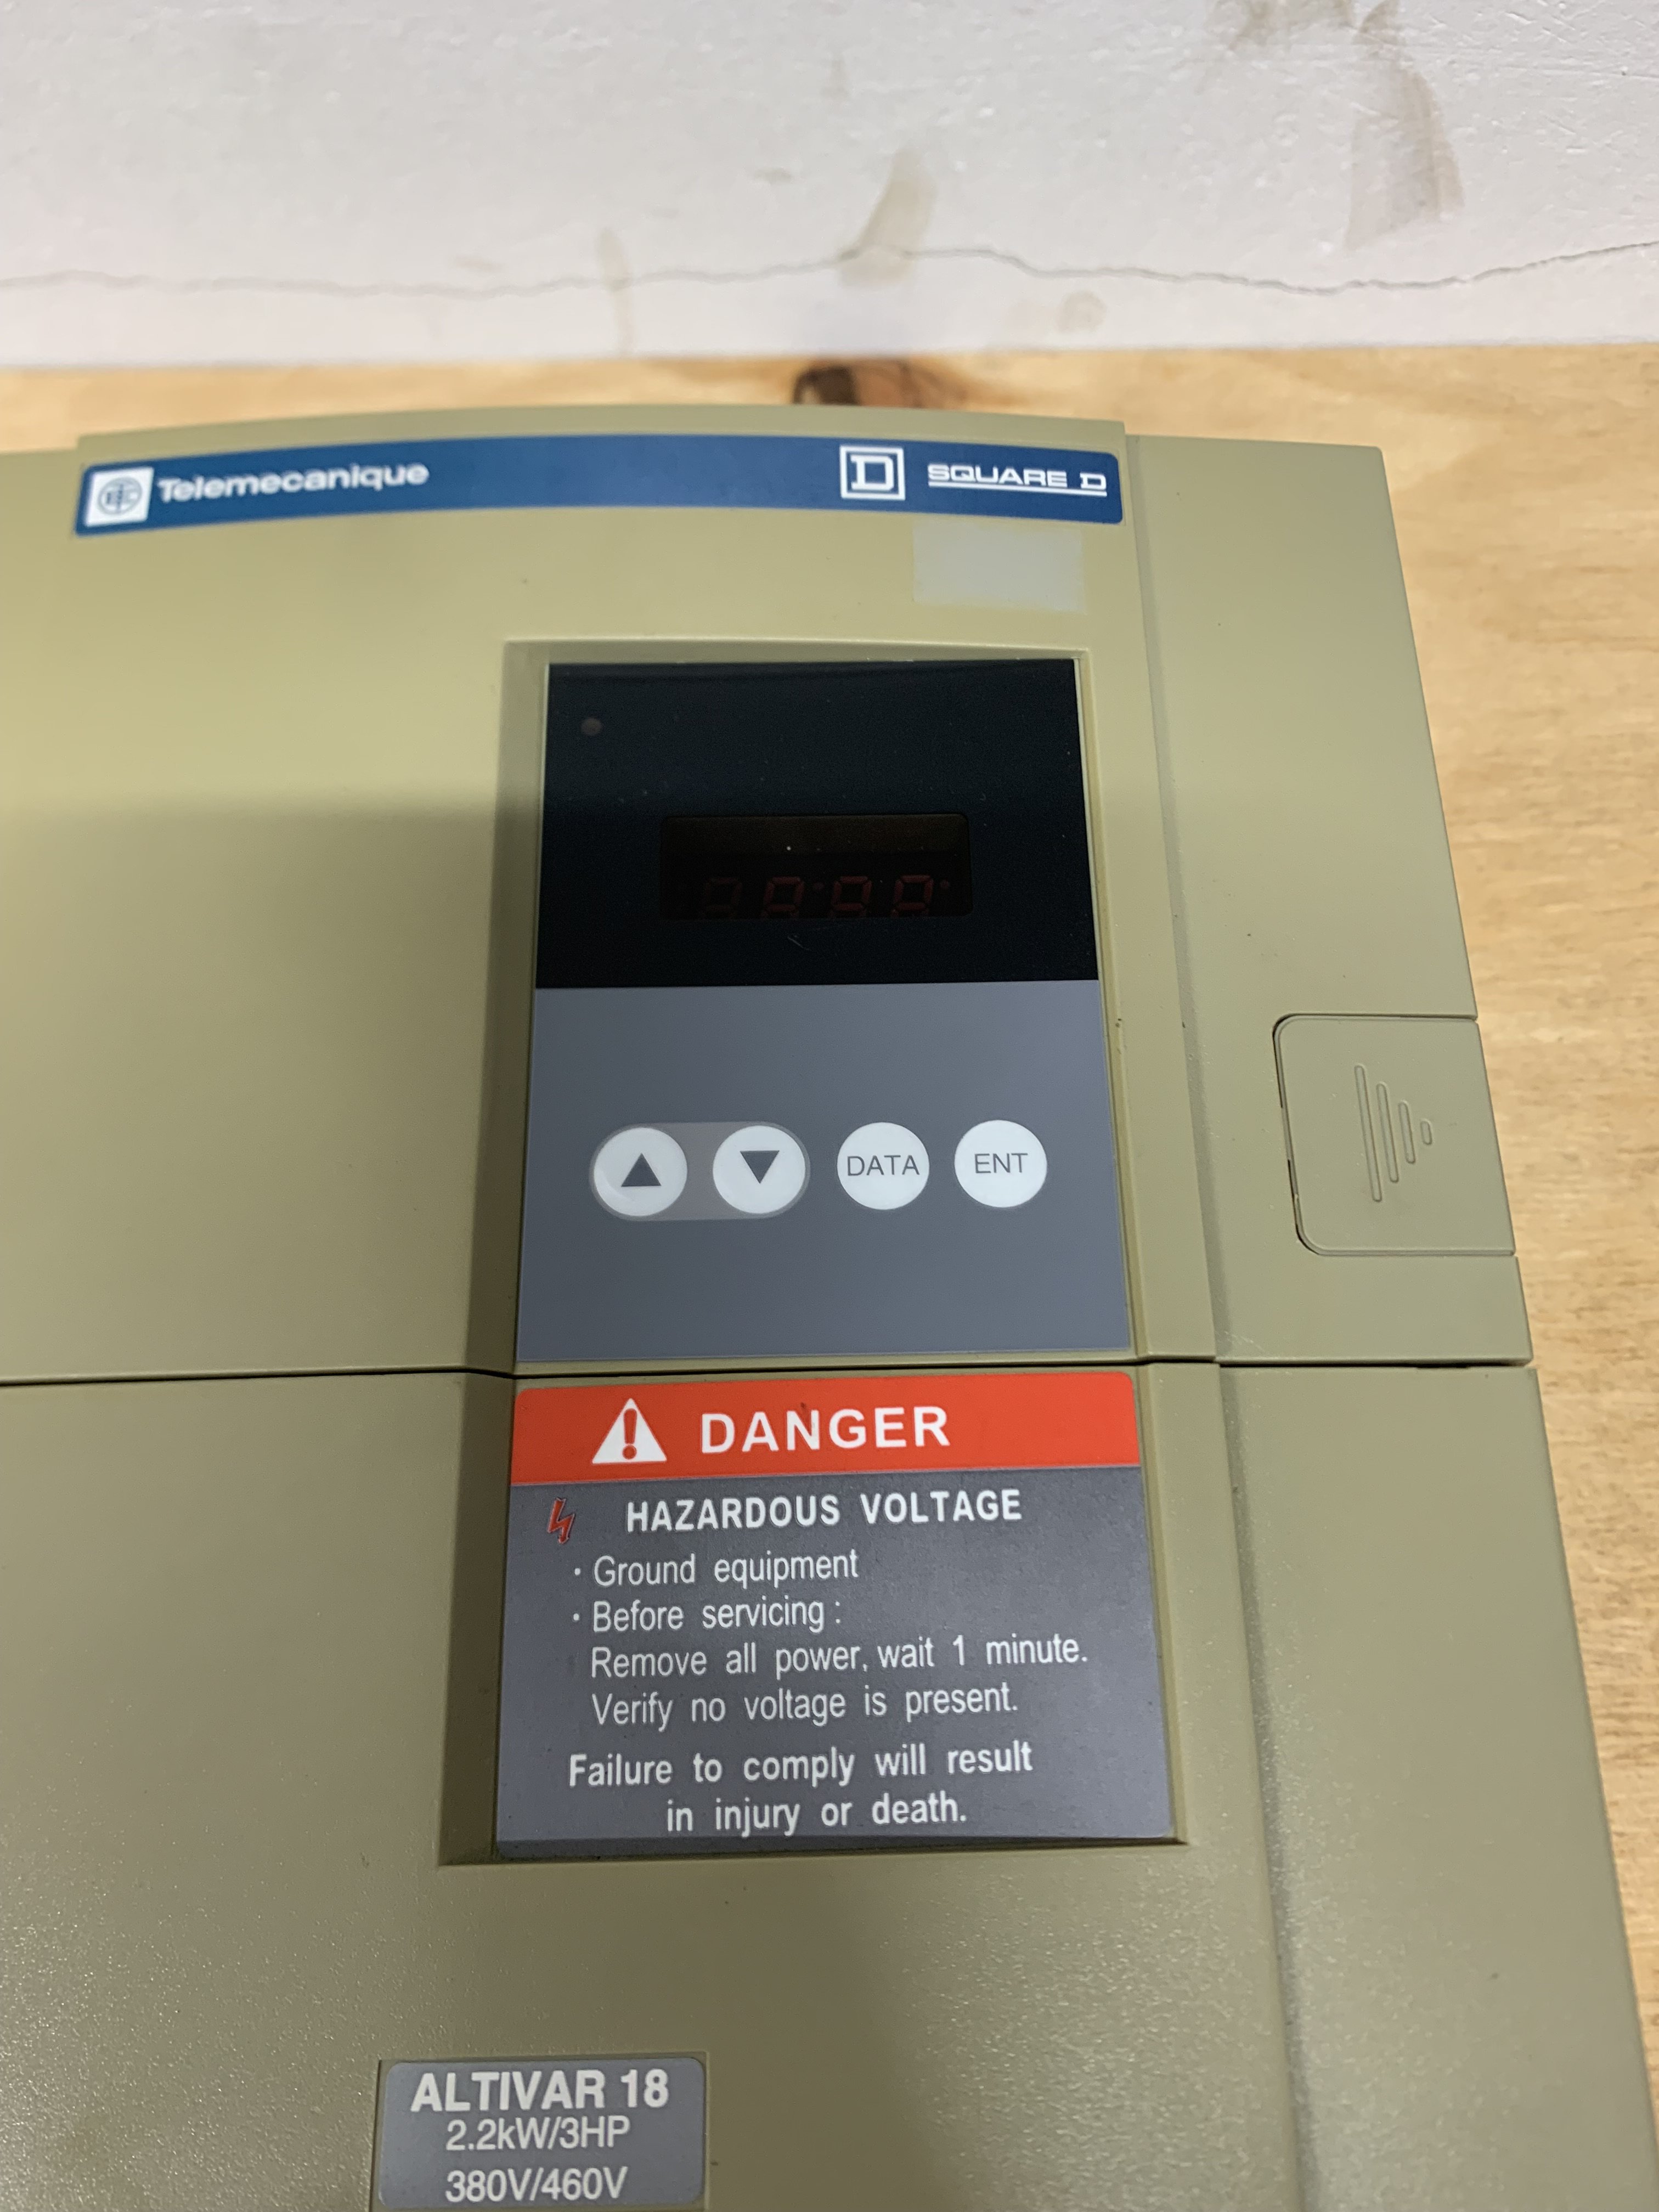 Telemecanique
D SQUARE D
DATA ENT
DANGER
HAZARDOUS VOLTAGE
· Ground equipment
· Before servicing :
Remove all power, wait 1 minute.
Verify no voltage is present.
Failure to comply will result
in injury or death.
ALTIVAR 18
2.2kW/3HP
380V/460V